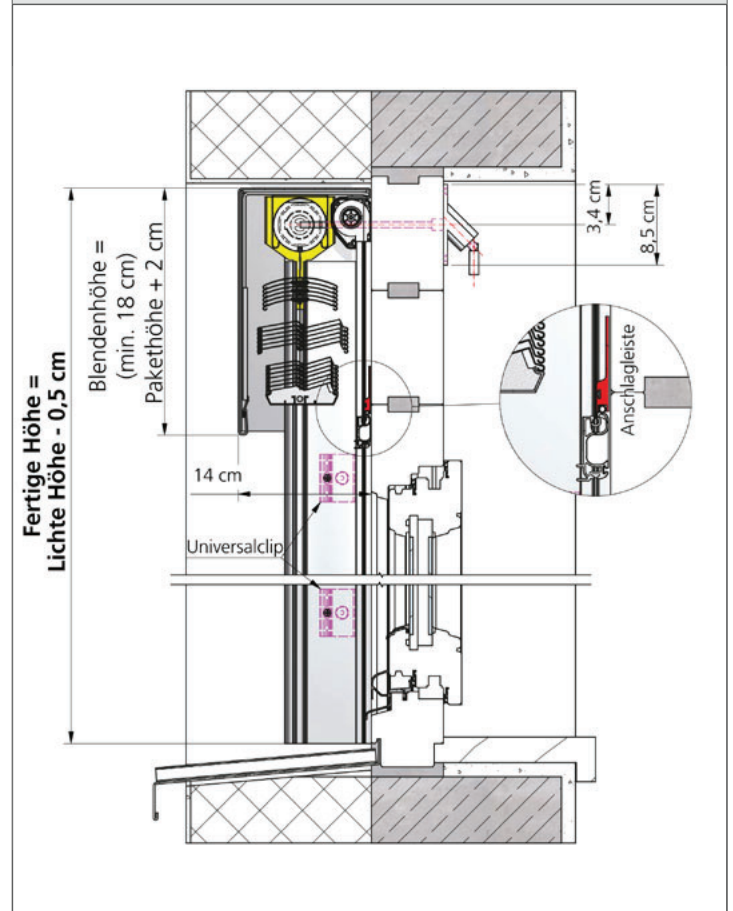 Blendenhöhe =
(min. 18 cm)
Pakethöhe + 2 cm
3,4 cm
8,5 cm
Anschlagleiste
Fertige Höhe =
Lichte Höhe - 0,5 cm
14 cm
Universalclip